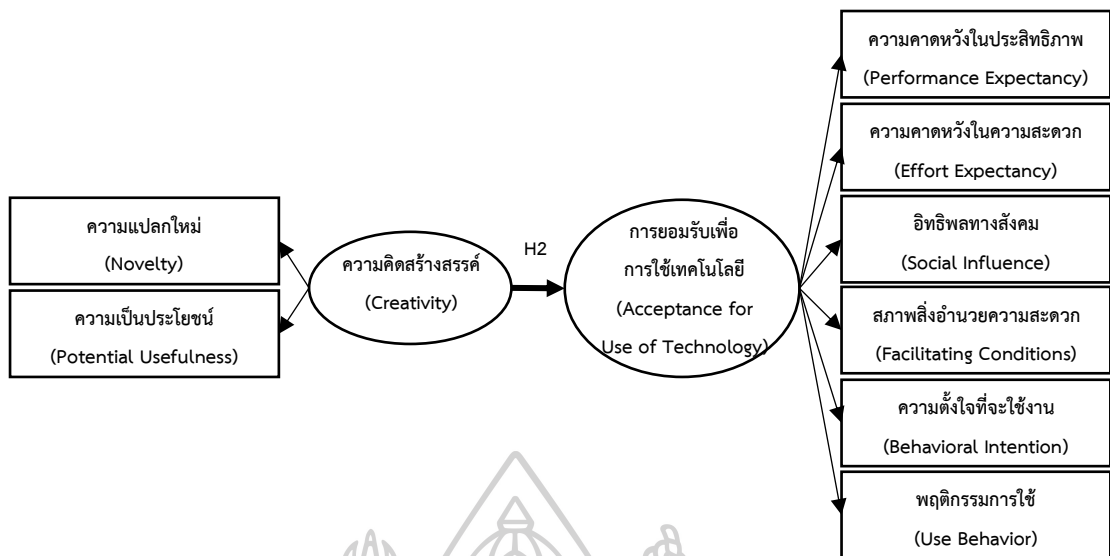 ความแปลกใหม่
(Novelty)
ความเป็นประโยชน์
(Potential Usefulness)
ความคิดสร้างสรรค์
(Creativity)
H2
การยอมรับเพื่อ
การใช้เทคโนโลยี
(Acceptance for
Use of Technology)
ความคาดหวังในประสิทธิภาพ
(Performance Expectancy)
ความคาดหวังในความสะดวก
(Effort Expectancy)
อิทธิพลทางสังคม
(Social Influence)
สภาพสิ่งอำนวยความสะดวก
(Facilitating Conditions)
ความตั้งใจที่จะใช้งาน
(Behavioral Intention)
พฤติกรรมการใช้
(Use Behavior)